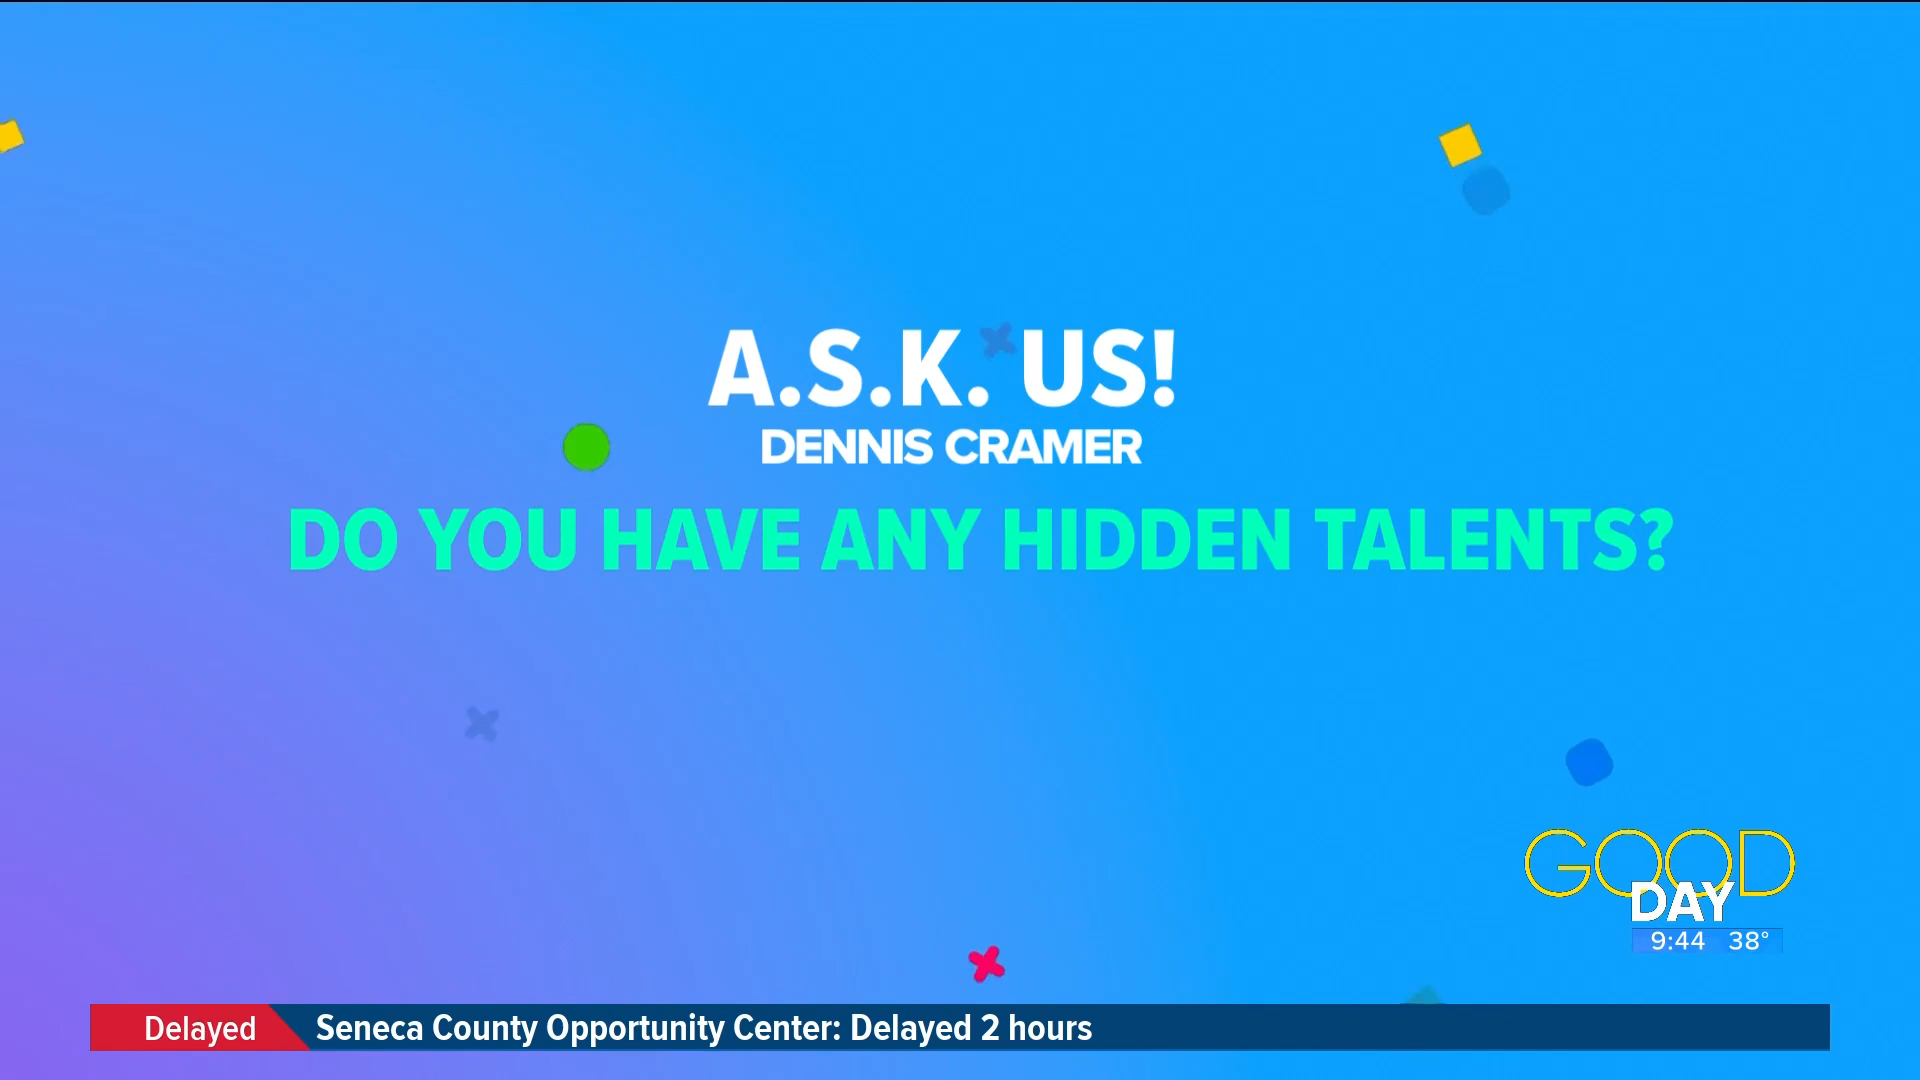 A.S.K. US!
DENNIS CRAMER
DO YOU HAVE ANY HIDDEN TALENTS?
GOOD
DAY
9:44 38°
Delayed Seneca County Opportunity Center: Delayed 2 hours